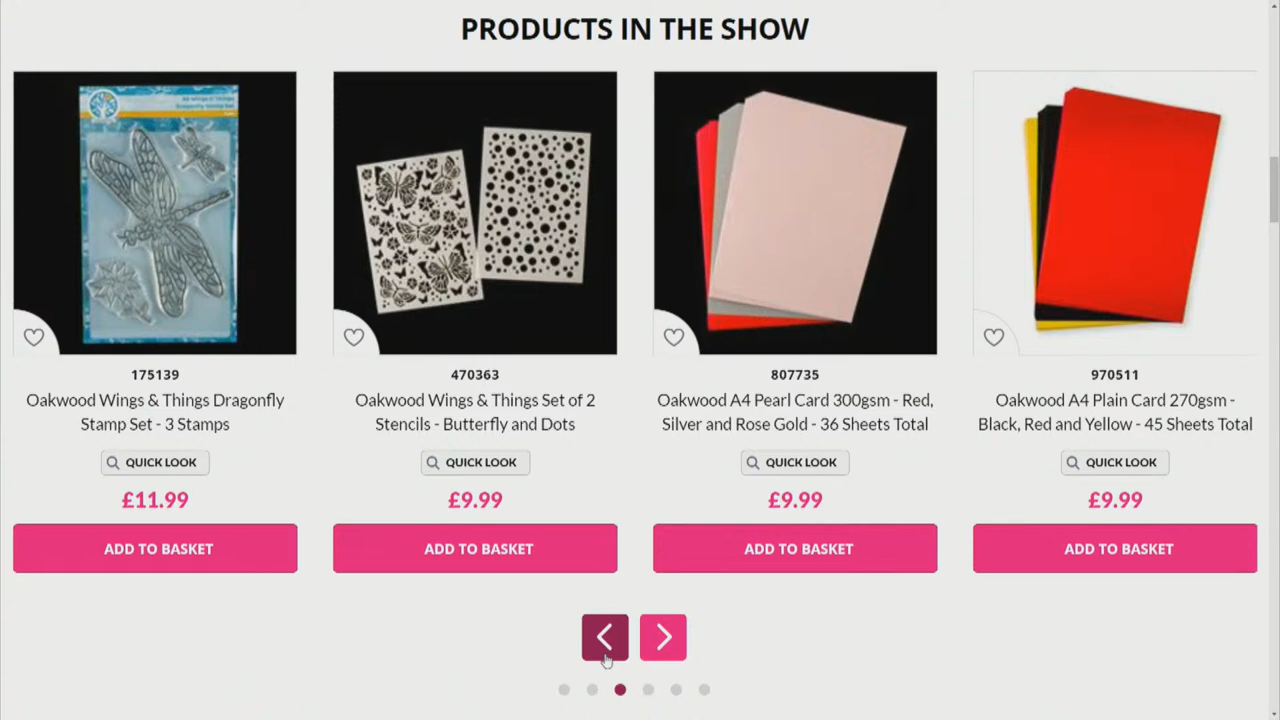 PRODUCTS IN THE SHOW
175139
Oakwood Wings & Things Dragonfly
Stamp Set - 3 Stamps
QUICK LOOK
£11.99
ADD TO BASKET
470363
Oakwood Wings & Things Set of 2
Stencils - Butterfly and Dots
QUICK LOOK
£9.99
ADD TO BASKET
807735
Oakwood A4 Pearl Card 300gsm - Red,
Silver and Rose Gold - 36 Sheets Total
QUICK LOOK
£9.99
ADD TO BASKET
970511
Oakwood A4 Plain Card 270gsm -
Black, Red and Yellow - 45 Sheets Total
QUICK LOOK
£9.99
ADD TO BASKET